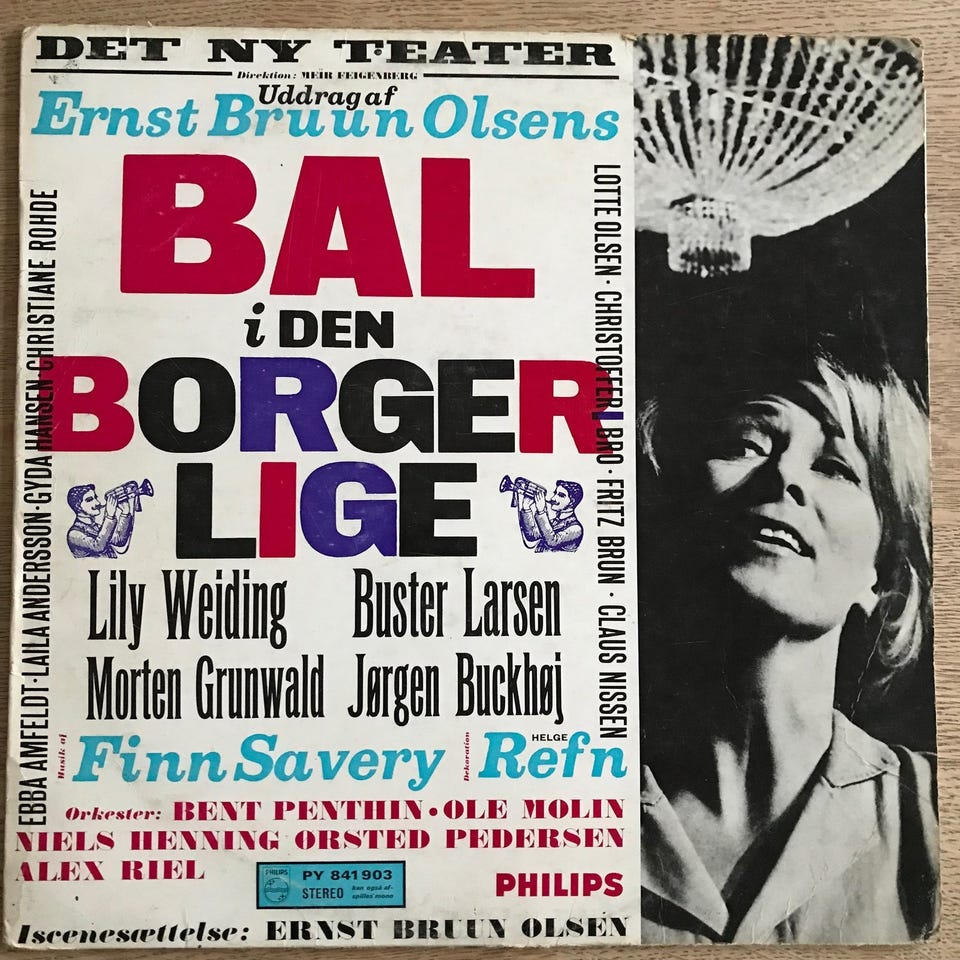 DET NY TEATER
Direktion: MEÏR FEIGENBERG
Uddrag af
Ernst Bruun Olsens
BAL
i DEN
BORGER
LIGE
EBBA AMFELDT · LAILA ANDERSSON · GYDA HANSEN · CHRISTIANE ROHDE
LOTTE OLSEN · CHRISTOFFER BRO · FRITZ BRUN · CLAUS NISSEN
Lily Weiding Buster Larsen
Morten Grunwald Jørgen Buckhøj
Musik af Finn Savery
Dekoration HELGE Refn
Orkester: BENT PENTHIN · OLE MOLIN
NIELS HENNING ØRSTED PEDERSEN
ALEX RIEL
PHILIPS
PY 841 903
STEREO
kan også af-
spilles mono
PHILIPS
Iscenesættelse: ERNST BRUUN OLSEN